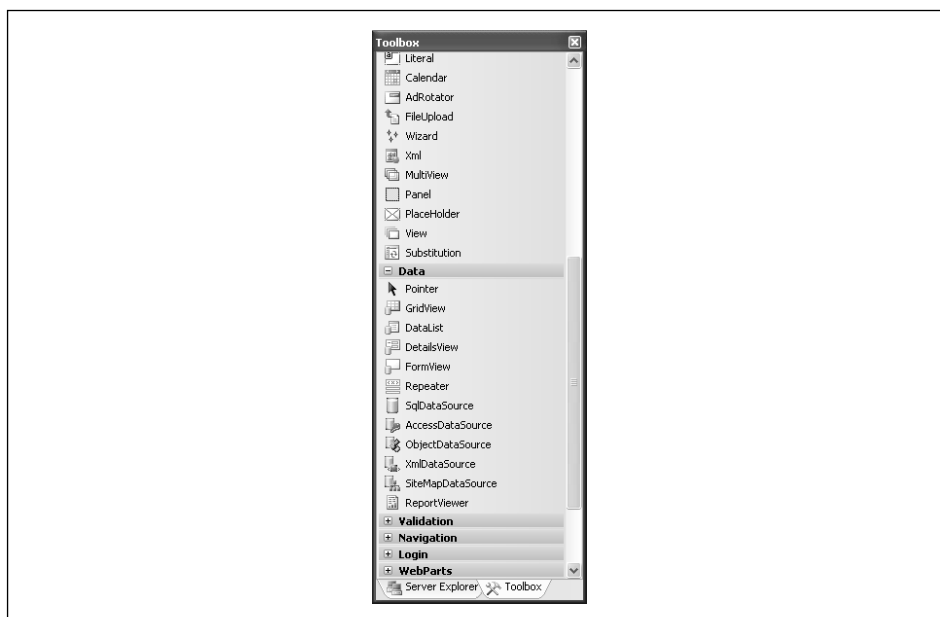 Toolbox
Literal
Calendar
AdRotator
FileUpload
Wizard
Xml
MultiView
Panel
PlaceHolder
View
Substitution
Data
Pointer
GridView
DataList
DetailsView
FormView
Repeater
SqlDataSource
AccessDataSource
ObjectDataSource
XmlDataSource
SiteMapDataSource
ReportViewer
Validation
Navigation
Login
WebParts
Server Explorer Toolbox